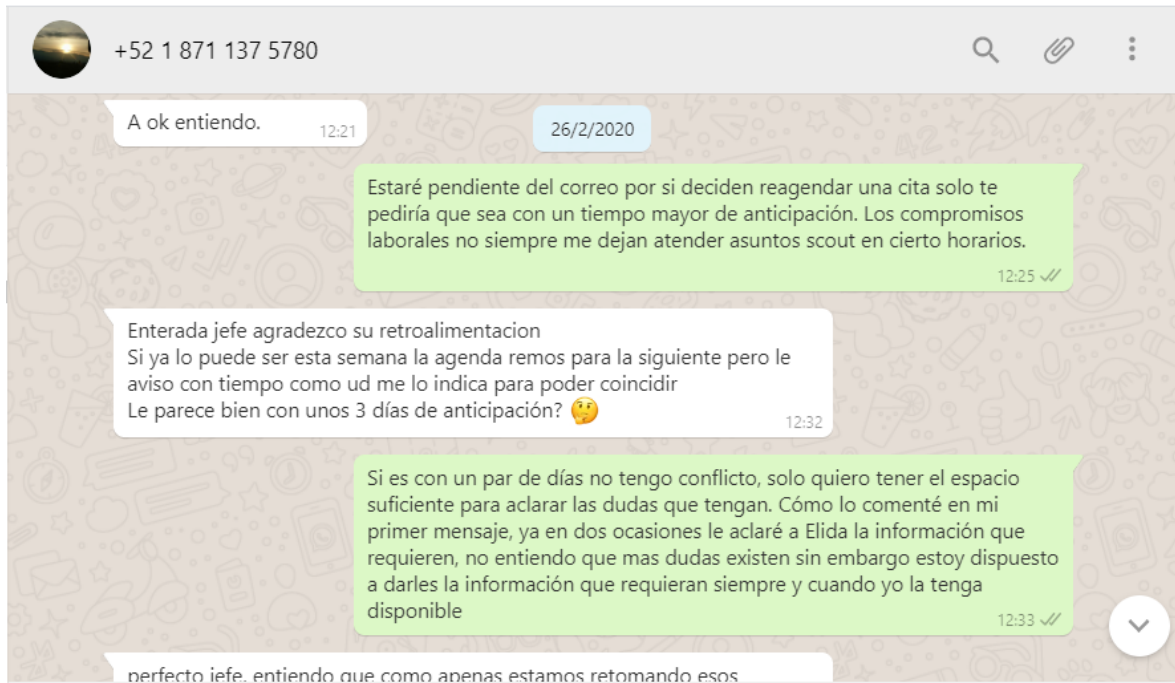 +52 1 871 137 5780
A ok entiendo.
12:21
26/2/2020
Estaré pendiente del correo por si deciden reagendar una cita solo te
pediría que sea con un tiempo mayor de anticipación. Los compromisos
laborales no siempre me dejan atender asuntos scout en cierto horarios.
12:25
Enterada jefe agradezco su retroalimentacion
Si ya lo puede ser esta semana la agenda remos para la siguiente pero le
aviso con tiempo como ud me lo indica para poder coincidir
Le parece bien con unos 3 días de anticipación? 🤔
12:32
Si es con un par de días no tengo conflicto, solo quiero tener el espacio
suficiente para aclarar las dudas que tengan. Cómo lo comenté en mi
primer mensaje, ya en dos ocasiones le aclaré a Elida la información que
requieren, no entiendo que mas dudas existen sin embargo estoy dispuesto
a darles la información que requieran siempre y cuando yo la tenga
disponible
12:33
perfecto jefe, entiendo que como apenas estamos retomando esos